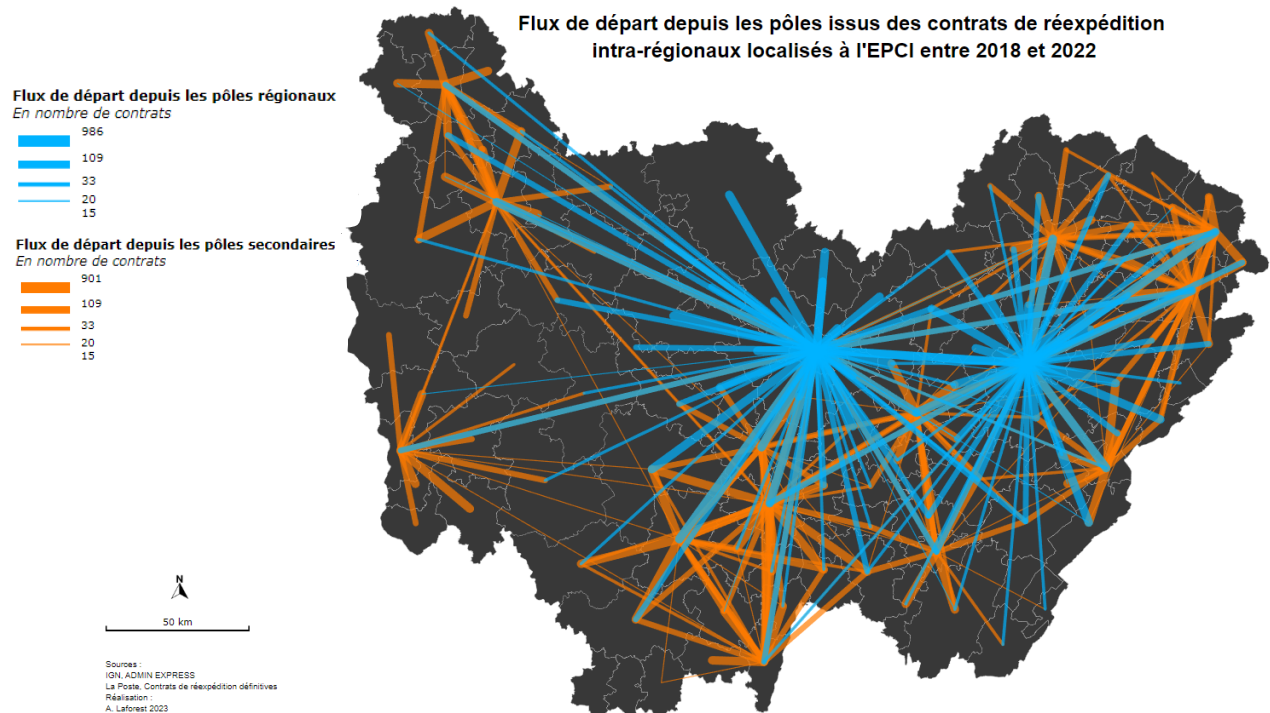 Flux de départ depuis les pôles issus des contrats de réexpédition
intra-régionaux localisés à l'EPCI entre 2018 et 2022
Flux de départ depuis les pôles régionaux
En nombre de contrats
986
109
33
20
15
Flux de départ depuis les pôles secondaires
En nombre de contrats
901
109
33
20
15
N
50 km
Sources :
IGN, ADMIN EXPRESS
La Poste, Contrats de réexpédition définitives
Réalisation :
A. Laforest 2023